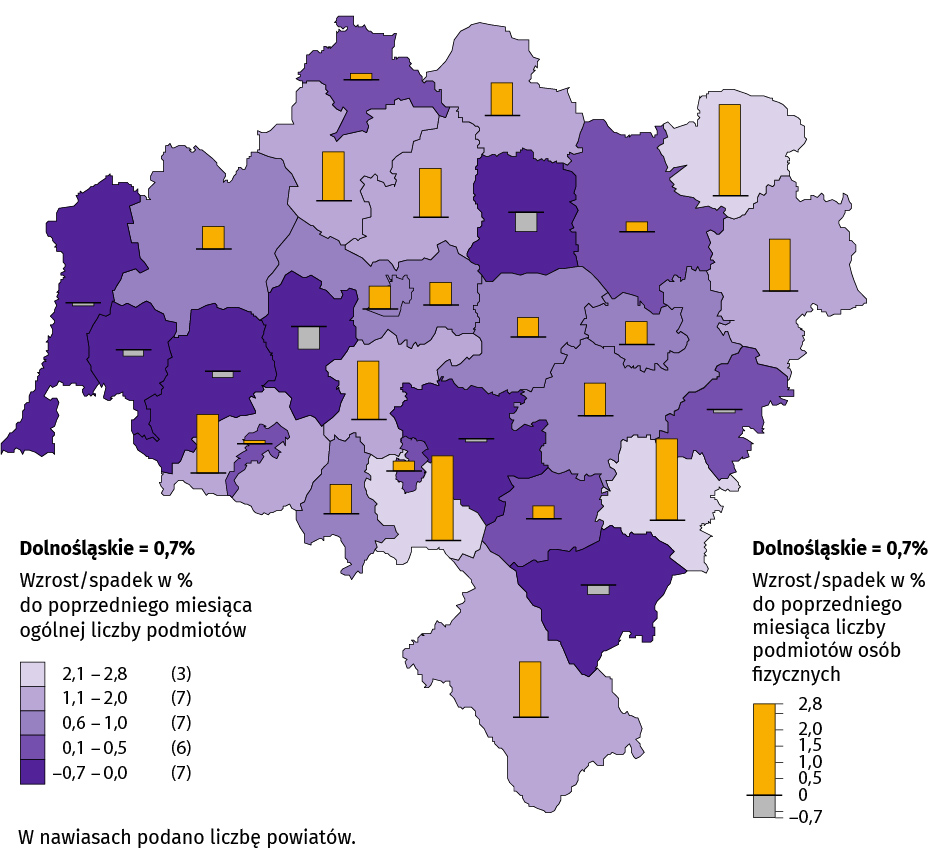 Dolnośląskie = 0,7%
Wzrost/spadek w %
do poprzedniego miesiąca
ogólnej liczby podmiotów
2,1 – 2,8 (3)
1,1 – 2,0 (7)
0,6 – 1,0 (7)
0,1 – 0,5 (6)
–0,7 – 0,0 (7)
W nawiasach podano liczbę powiatów.
Dolnośląskie = 0,7%
Wzrost/spadek w %
do poprzedniego
miesiąca liczby
podmiotów osób
fizycznych
2,8
2,0
1,5
1,0
0,5
0
–0,7